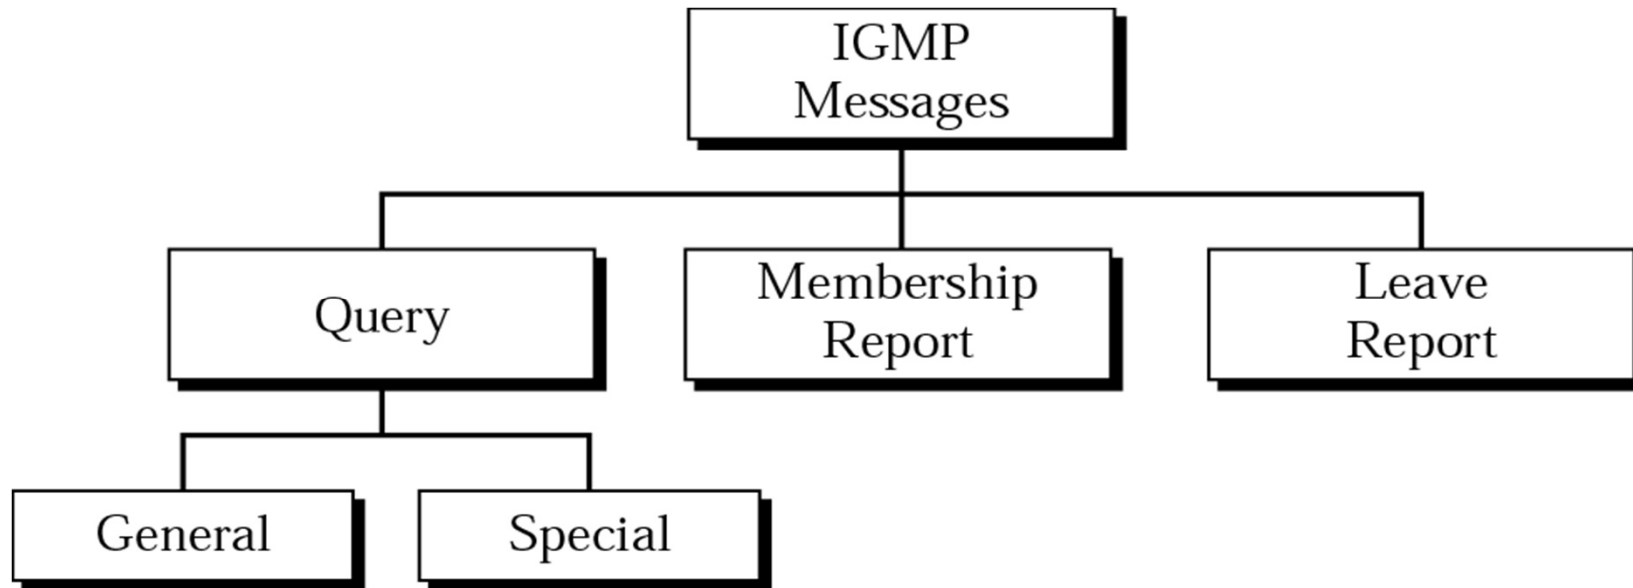 IGMP
Messages
Query
Membership
Report
Leave
Report
General
Special